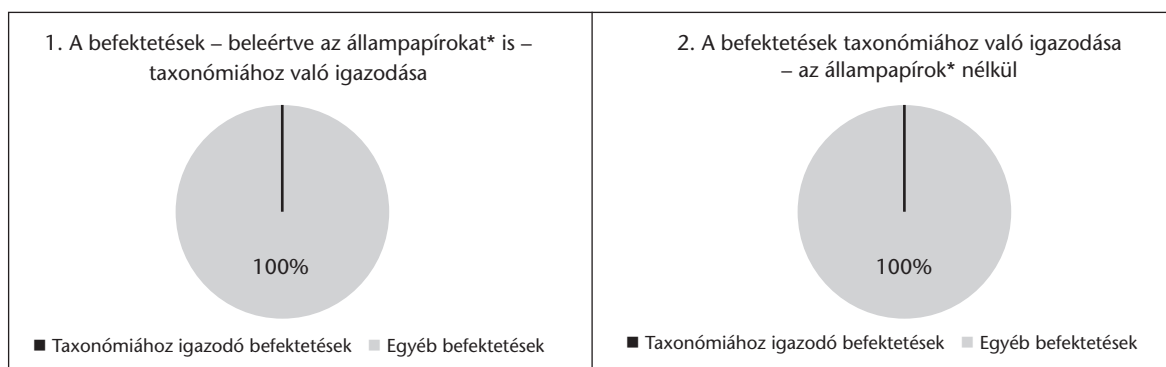 1. A befektetések – beleértve az állampapírokat* is –
taxonómiához való igazodása
100%
■ Taxonómiához igazodó befektetések ■ Egyéb befektetések
2. A befektetések taxonómiához való igazodása
– az állampapírok* nélkül
100%
■ Taxonómiához igazodó befektetések ■ Egyéb befektetések